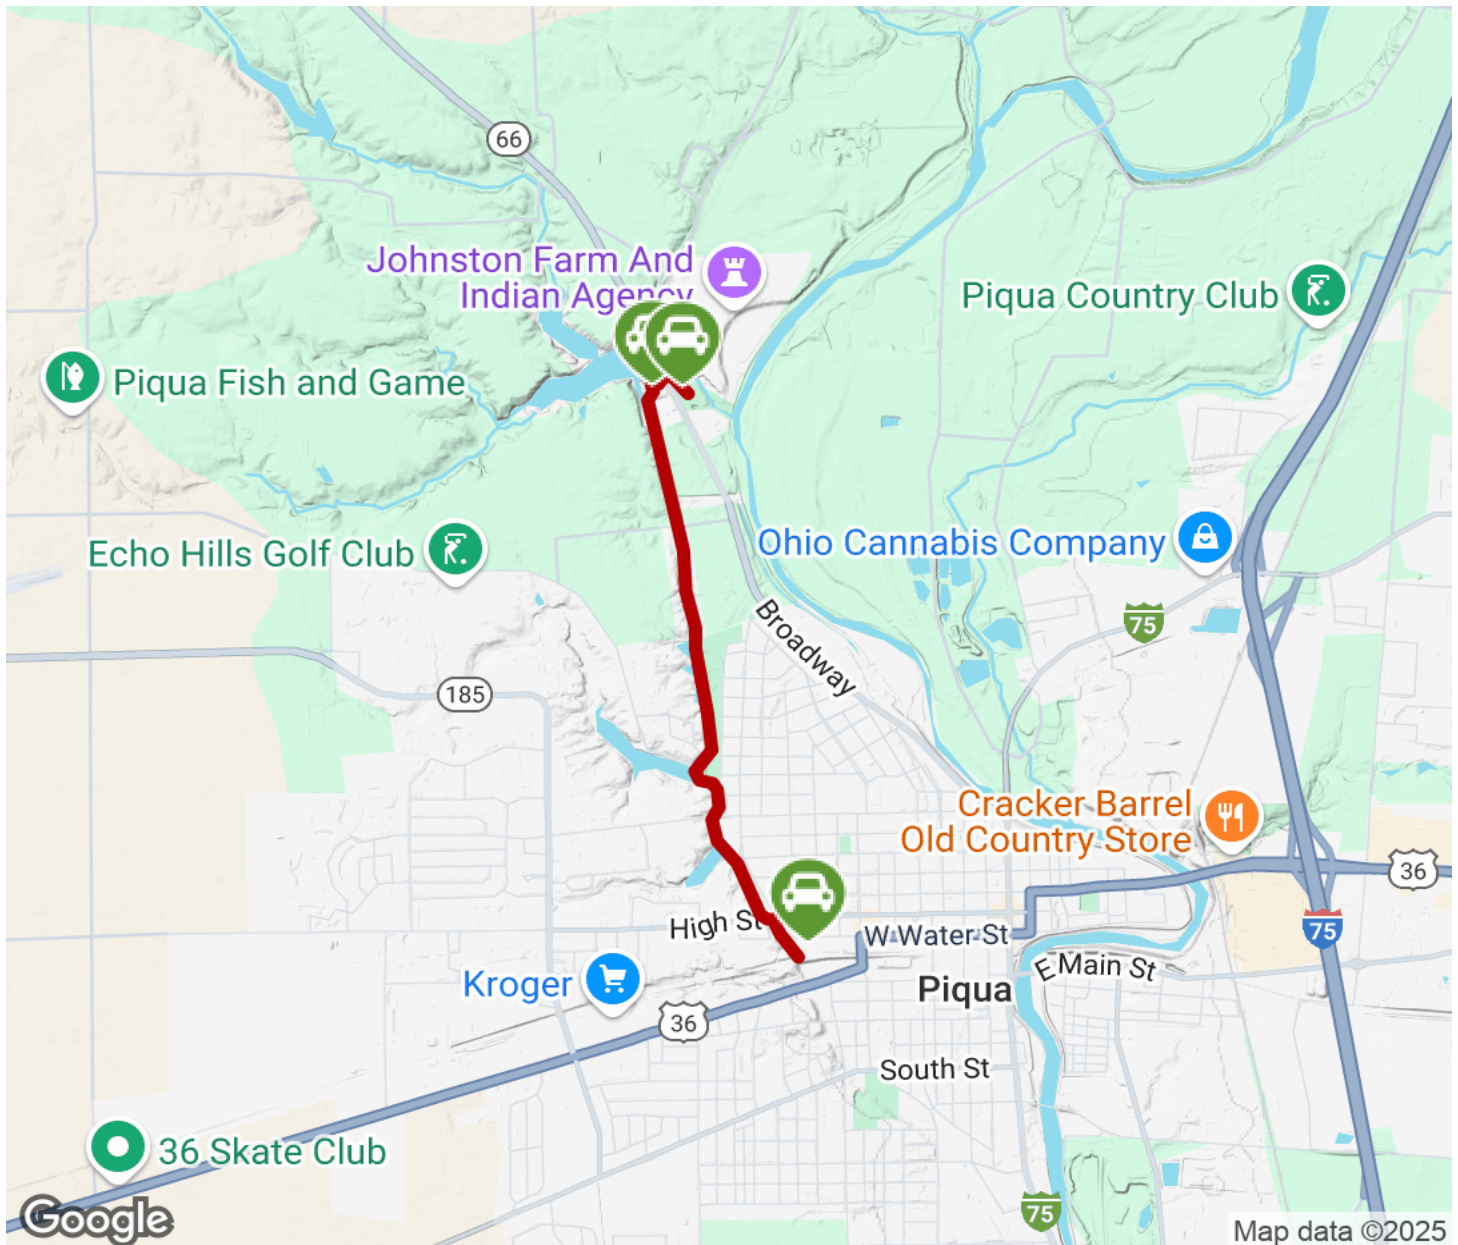 66
Johnston Farm And
Indian Agency
Piqua Country Club
Piqua Fish and Game
Echo Hills Golf Club
Ohio Cannabis Company
75
Broadway
185
Cracker Barrel
Old Country Store
36
High St
W Water St
75
E Main St
Kroger
Piqua
36
South St
36 Skate Club
75
Google
Map data ©2025